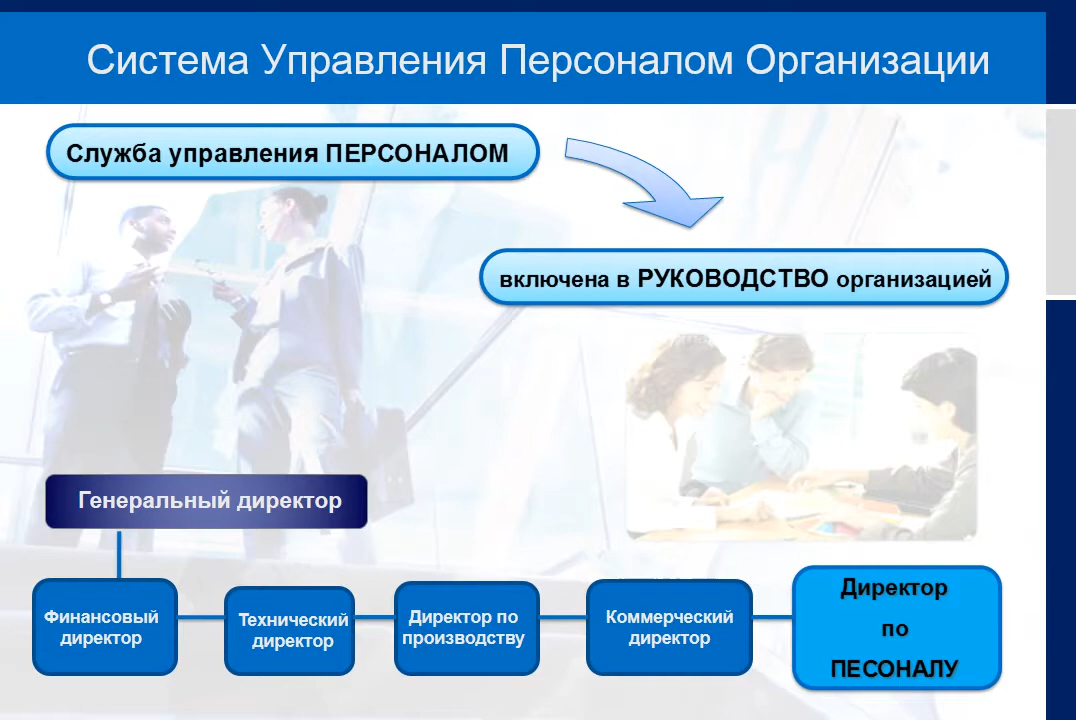 Система Управления Персоналом Организации
Служба управления ПЕРСОНАЛОМ
включена в РУКОВОДСТВО организацией
Генеральный директор
Финансовый
директор
Технический
директор
Директор по
производству
Коммерческий
директор
Директор
по
ПЕСОНАЛУ